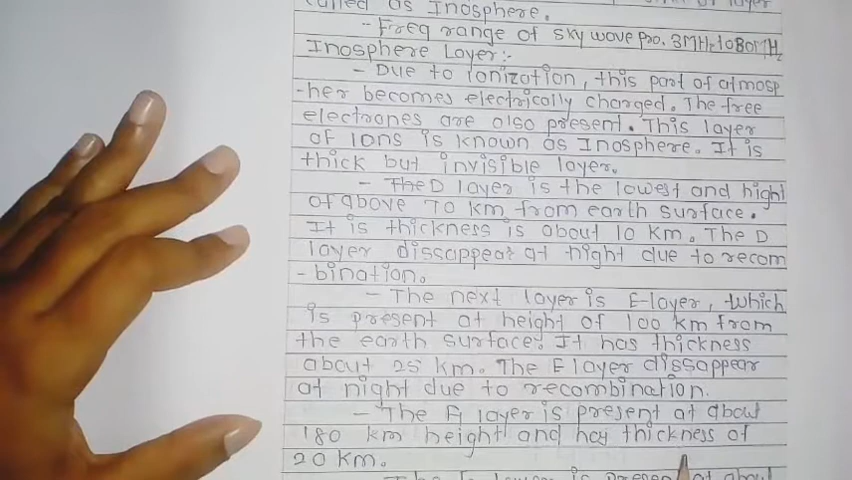 called as Inosphere.
- Freq range of sky wave pro. 3MHz to 30MHz
Inosphere Layer:-
- Due to ionization, this part of atmosp
-her becomes electrically charged. The free
electrones are also present. This layer
of Ions is known as Inosphere. It is
thick but invisible layer.
- The D layer is the lowest and hight
of above 70 km from earth surface.
It is thickness is about 10 km. The D
layer dissappear at night due to recom
-bination.
- The next layer is E-layer, which
is present at height of 100 km from
the earth surface. It has thickness
about 25 km. The E layer dissappear
at night due to recombination.
- The F1 layer is present at about
180 km height and has thickness of
20 km.
layer is present at about